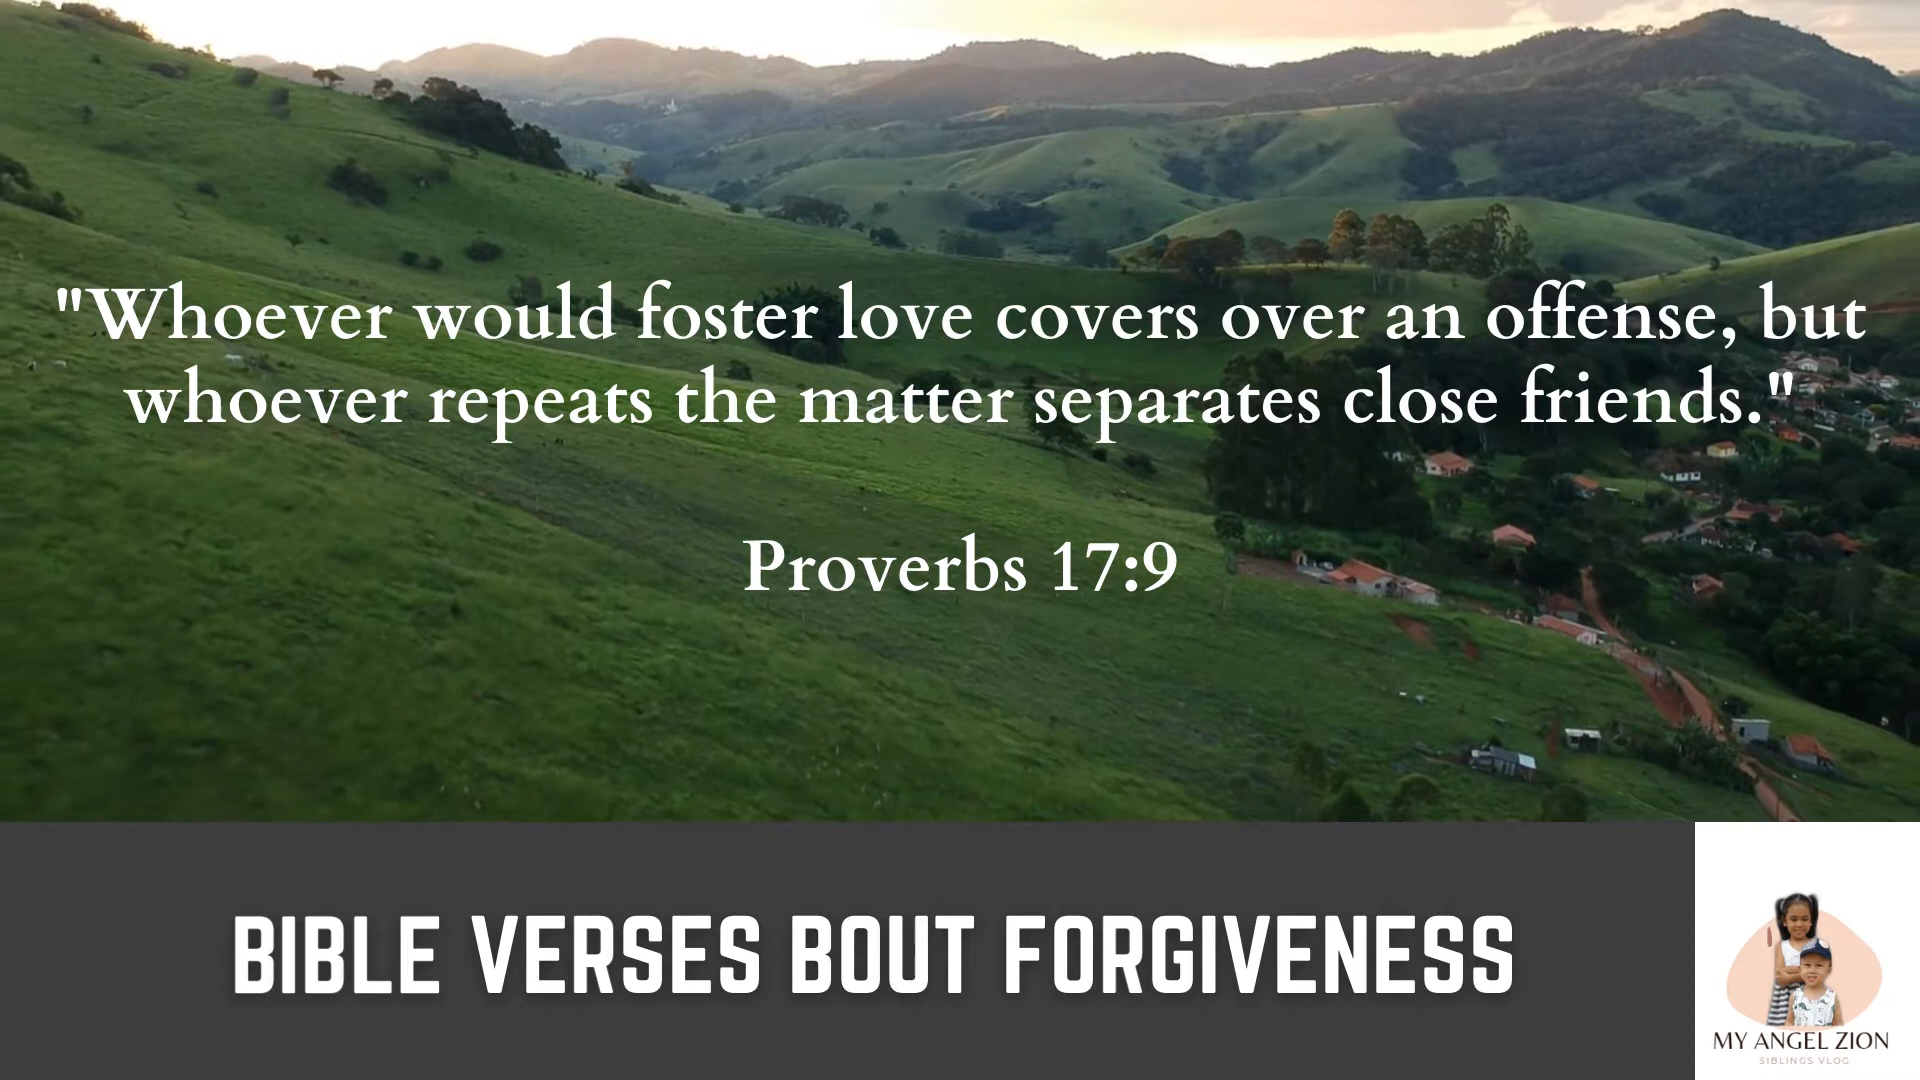 "Whoever would foster love covers over an offense, but
whoever repeats the matter separates close friends."
Proverbs 17:9
BIBLE VERSES BOUT FORGIVENESS
MY ANGEL ZION
SIBLINGS VLOG